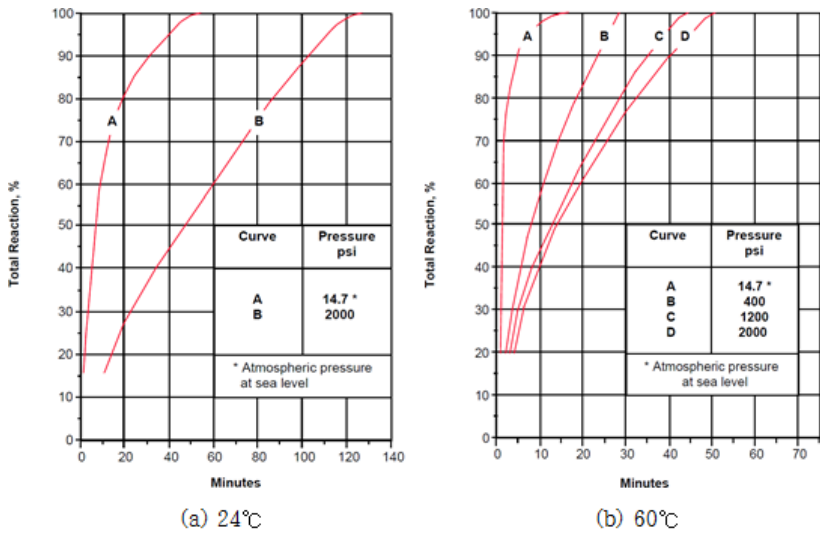 Total Reaction, %
100
90
80
70
60
50
40
30
20
10
0
A
B
Curve Pressure
psi
A 14.7 *
B 2000
* Atmospheric pressure
at sea level
0 20 40 60 80 100 120 140
Minutes
(a) 24℃
Total Reaction, %
100
90
80
70
60
50
40
30
20
10
0
A B C D
Curve Pressure
psi
A 14.7 *
B 400
C 1200
D 2000
* Atmospheric pressure
at sea level
0 10 20 30 40 50 60 70
Minutes
(b) 60℃